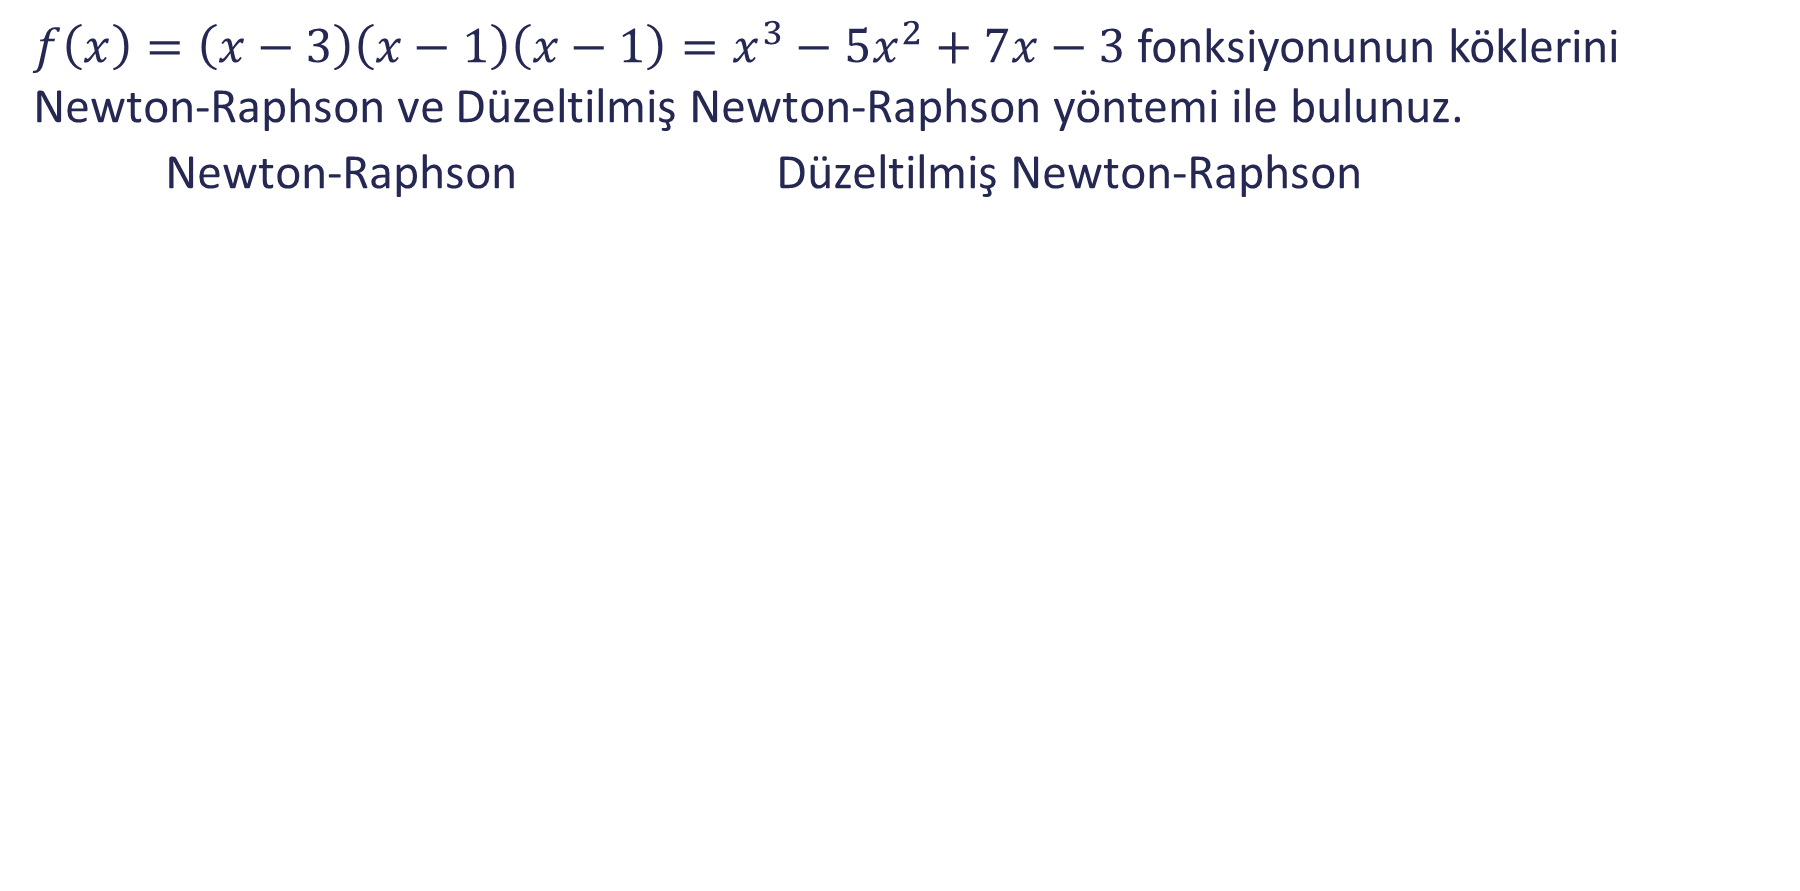 f(x) = (x − 3)(x − 1)(x − 1) = x³ − 5x² + 7x − 3 fonksiyonunun köklerini
Newton-Raphson ve Düzeltilmiş Newton-Raphson yöntemi ile bulunuz.
Newton-Raphson Düzeltilmiş Newton-Raphson